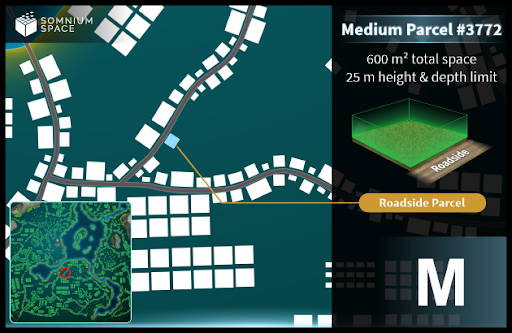 SOMNIUM
SPACE
Medium Parcel #3772
600 m² total space
25 m height & depth limit
Roadside
Roadside Parcel
M